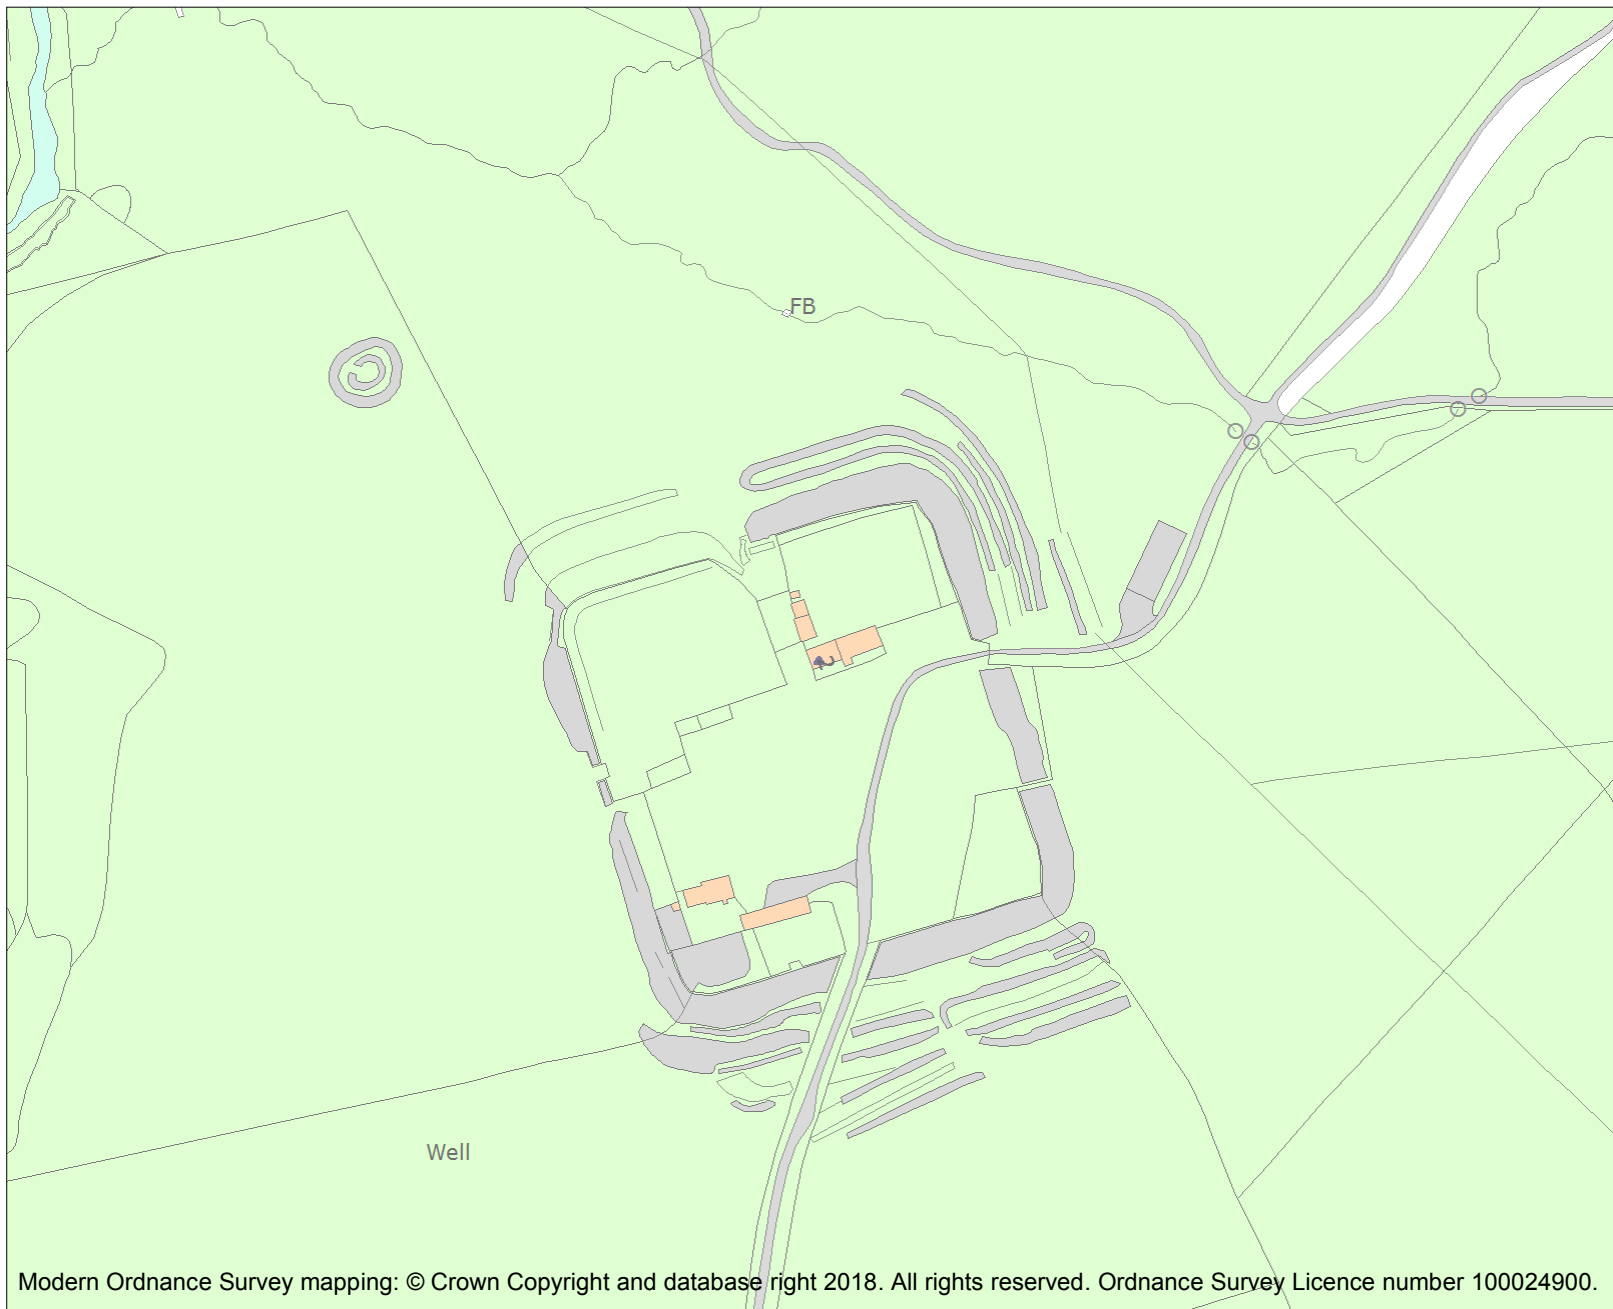 FB
Well
Modern Ordnance Survey mapping: © Crown Copyright and database right 2018. All rights reserved. Ordnance Survey Licence number 100024900.